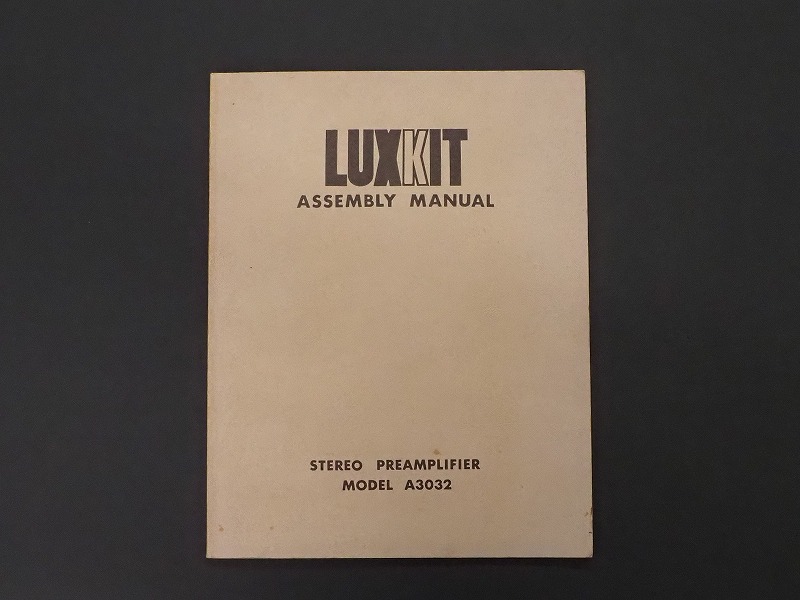 LUXKIT
ASSEMBLY MANUAL
STEREO PREAMPLIFIER
MODEL A3032